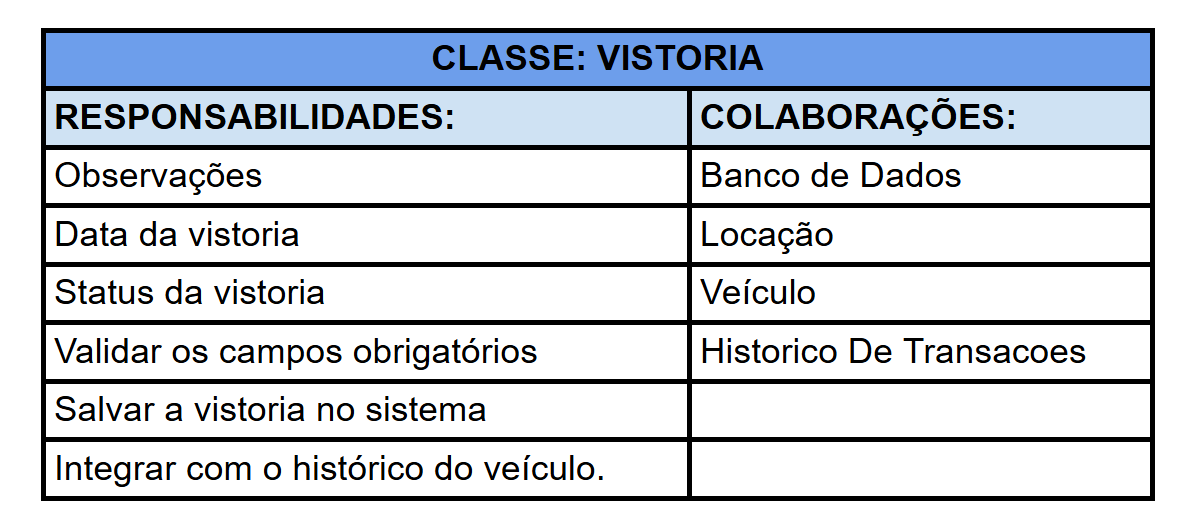 CLASSE: VISTORIA
RESPONSABILIDADES:
COLABORAÇÕES:
Observações
Banco de Dados
Data da vistoria
Locação
Status da vistoria
Veículo
Validar os campos obrigatórios
Historico De Transacoes
Salvar a vistoria no sistema
Integrar com o histórico do veículo.